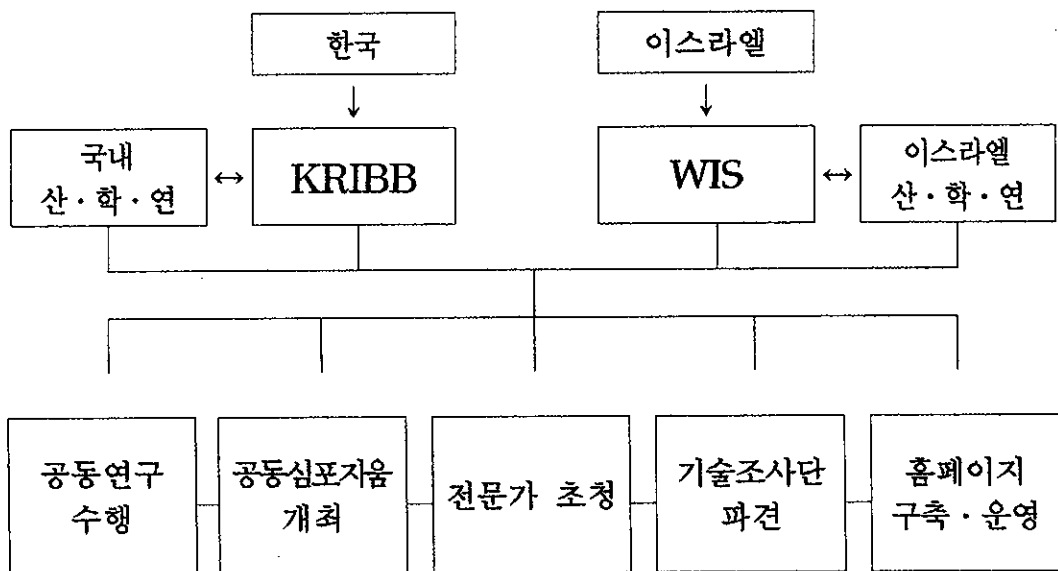 한국
이스라엘
국내
산·학·연
↔
KRIBB
WIS
↔
이스라엘
산·학·연
공동연구
수행
공동심포지움
개최
전문가 초청
기술조사단
파견
홈페이지
구축·운영